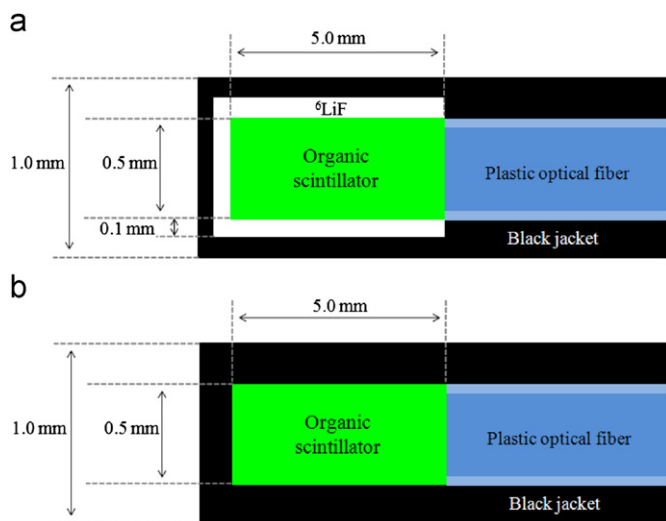 a
5.0 mm
⁶LiF
1.0 mm
0.5 mm
Organic
scintillator
Plastic optical fiber
0.1 mm
Black jacket
b
5.0 mm
1.0 mm
0.5 mm
Organic
scintillator
Plastic optical fiber
Black jacket